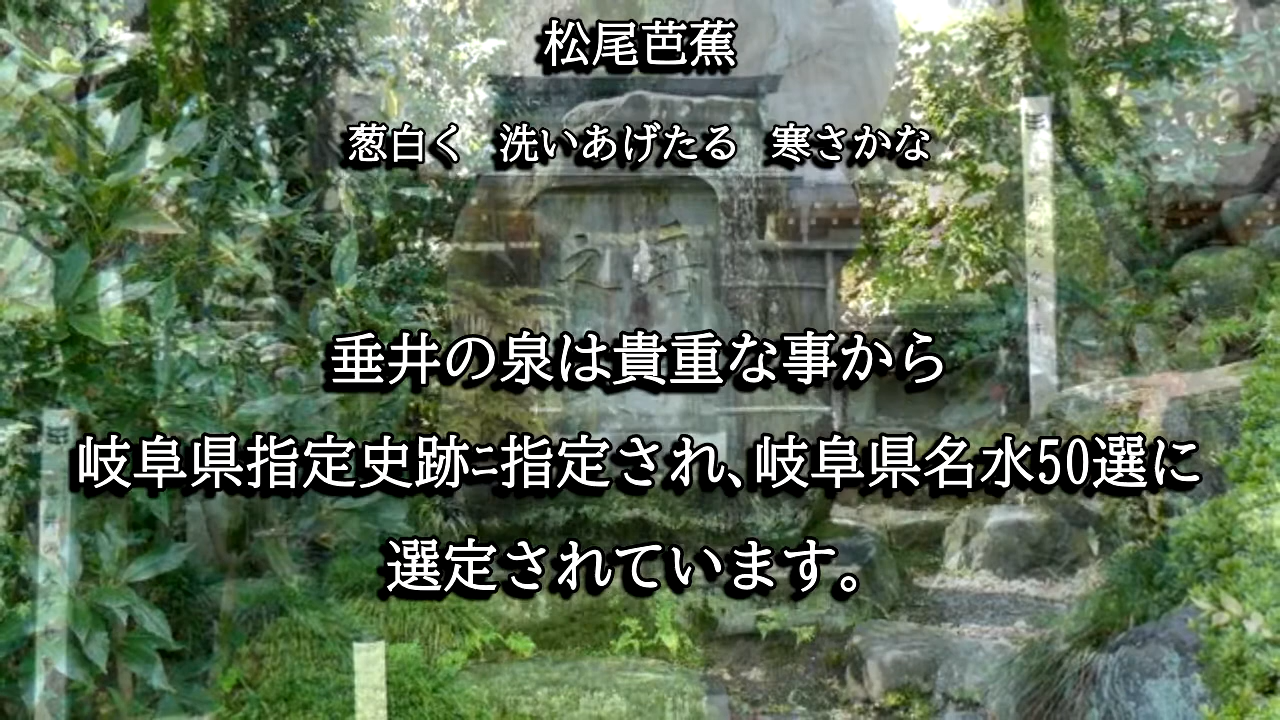 松尾芭蕉
葱白く　洗いあげたる　寒さかな
垂井の泉は貴重な事から
岐阜県指定史跡ﾆ指定され､岐阜県名水50選に
選定されています。